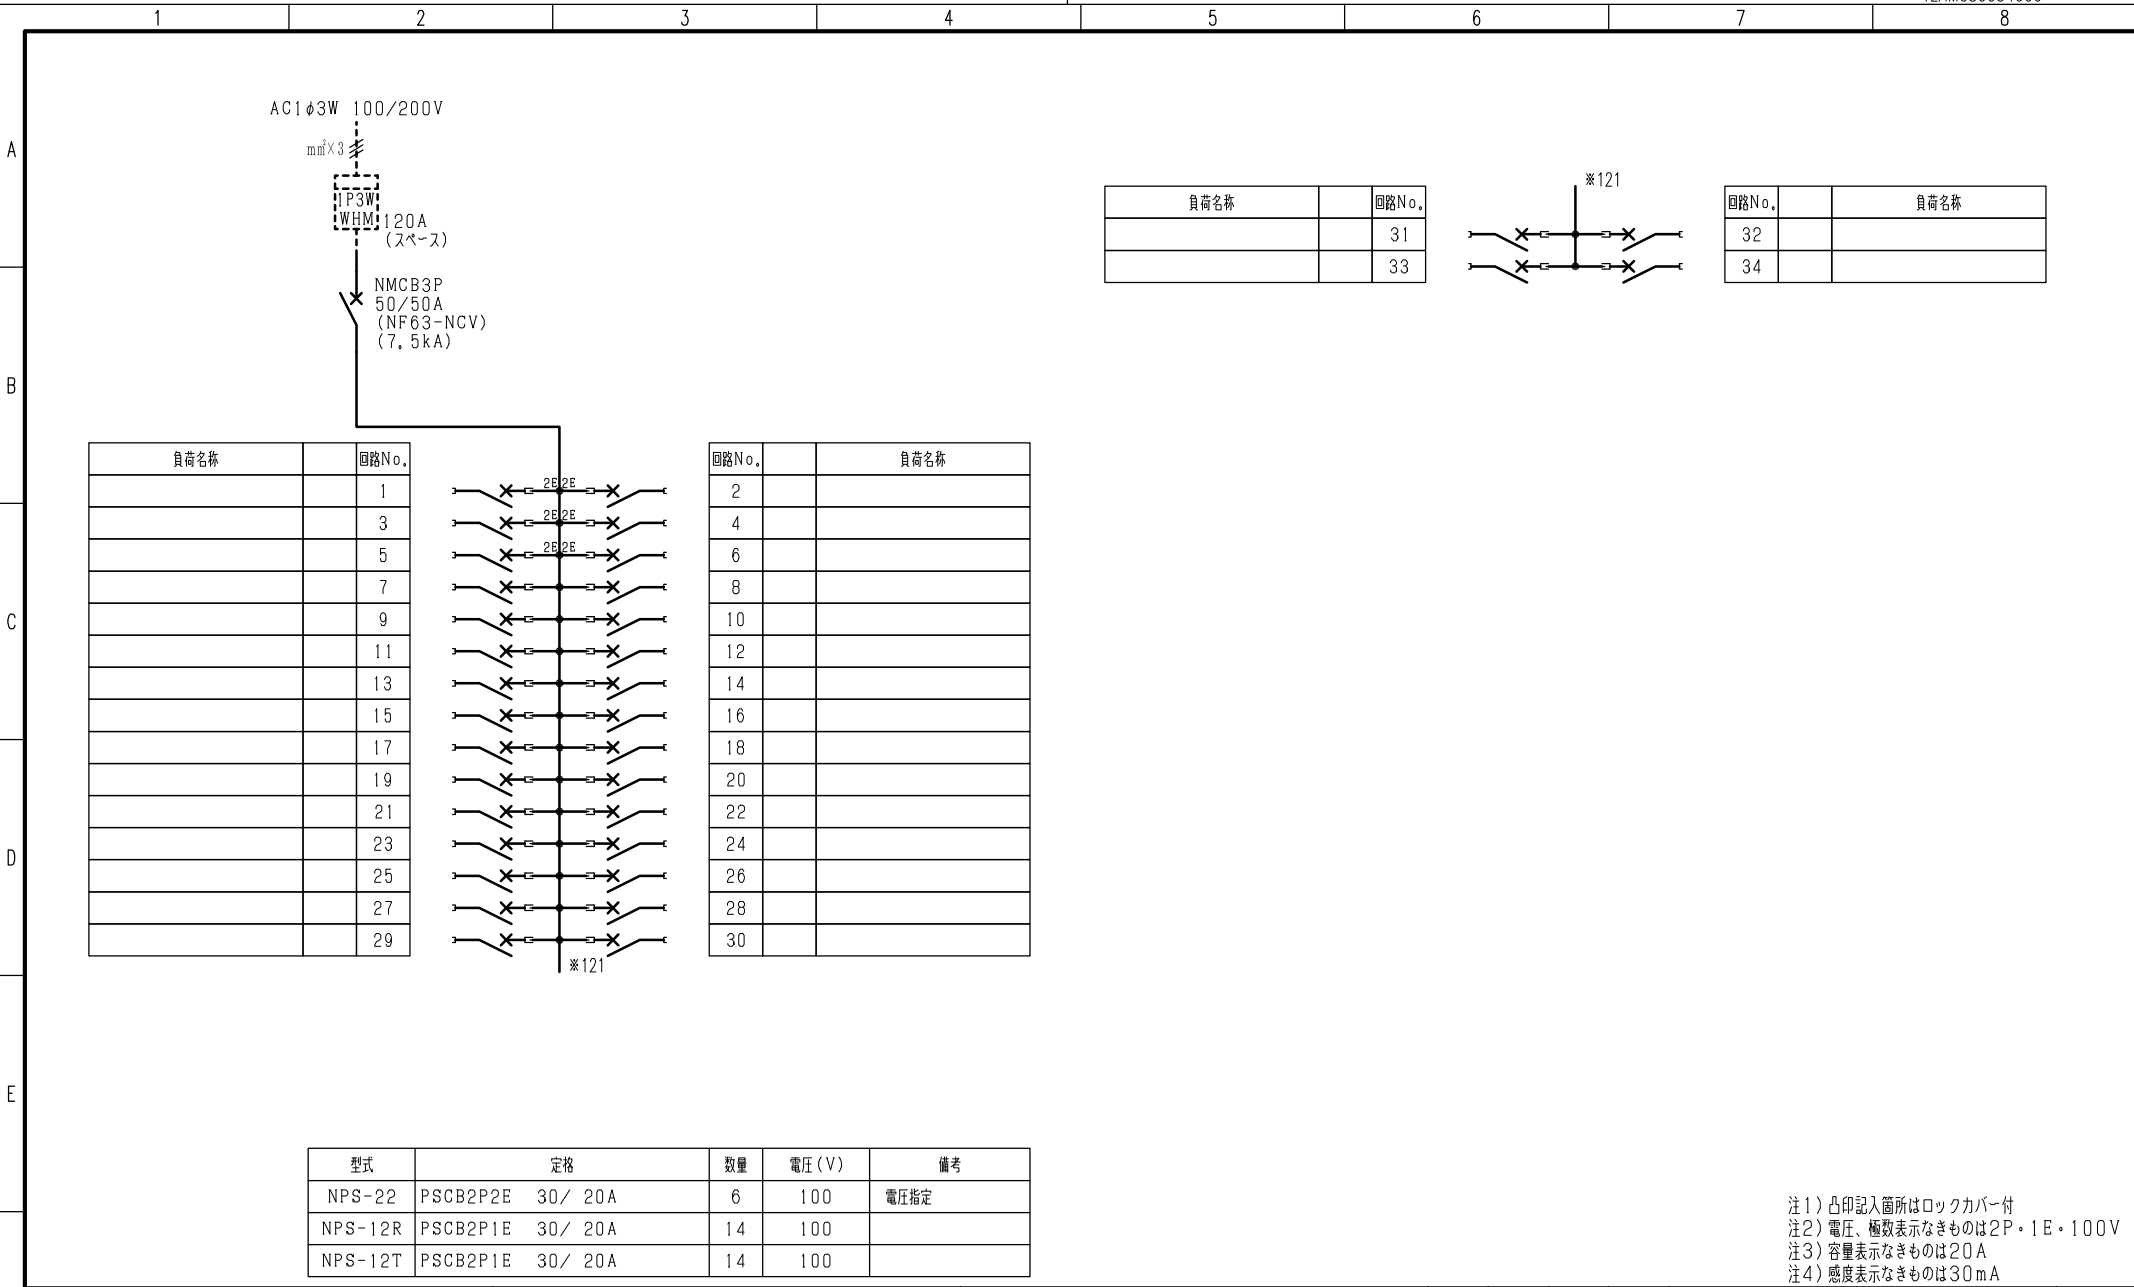 1 2 3 4 5 6 7 8
A
B
C
D
E
AC1φ3W 100/200V
mm²×3
1P3W
WHM
120A
(スペース)
NMCB3P
50/50A
(NF63-NCV)
(7.5kA)
負荷名称 回路No.
1
3
5
7
9
11
13
15
17
19
21
23
25
27
29
2E 2E
2E 2E
2E 2E
※121
回路No. 負荷名称
2
4
6
8
10
12
14
16
18
20
22
24
26
28
30
負荷名称 回路No.
31
33
※121
回路No. 負荷名称
32
34
型式 定格 数量 電圧(V) 備考
NPS-22 PSCB2P2E 30/ 20A 6 100 電圧指定
NPS-12R PSCB2P1E 30/ 20A 14 100
NPS-12T PSCB2P1E 30/ 20A 14 100
注1)凸印記入箇所はロックカバー付
注2)電圧、極数表示なきものは2P・1E・100V
注3)容量表示なきものは20A
注4)感度表示なきものは30mA